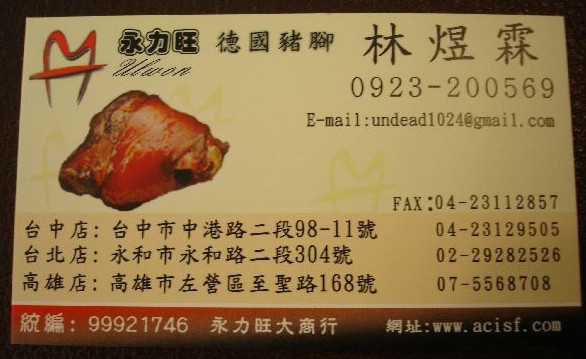 永力旺 德國豬腳 林煜霖
Ulwon
0923-200569
E-mail:undead1024@gmail.com
FAX:04-23112857
台中店: 台中市中港路二段98-11號 04-23129505
台北店: 永和市永和路二段304號 02-29282526
高雄店: 高雄市左營區至聖路168號 07-5568708
統編: 99921746 永力旺大商行 網址:www.acisf.com